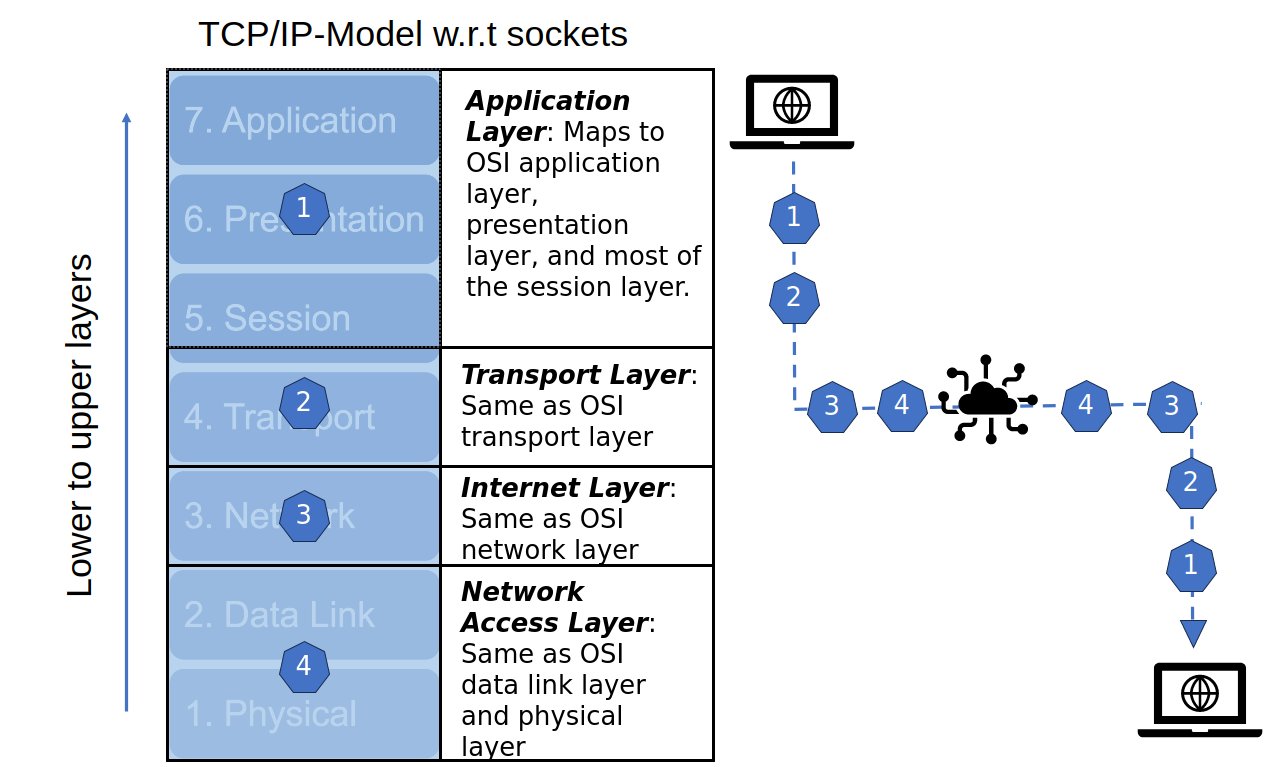 TCP/IP-Model w.r.t sockets
Lower to upper layers
7. Application
6. Presentation
1
5. Session
4. Transport
2
3. Network
3
2. Data Link
4
1. Physical
Application
Layer: Maps to
OSI application
layer,
presentation
layer, and most of
the session layer.
Transport Layer:
Same as OSI
transport layer
Internet Layer:
Same as OSI
network layer
Network
Access Layer:
Same as OSI
data link layer
and physical
layer
1
2
3
4
4
3
2
1